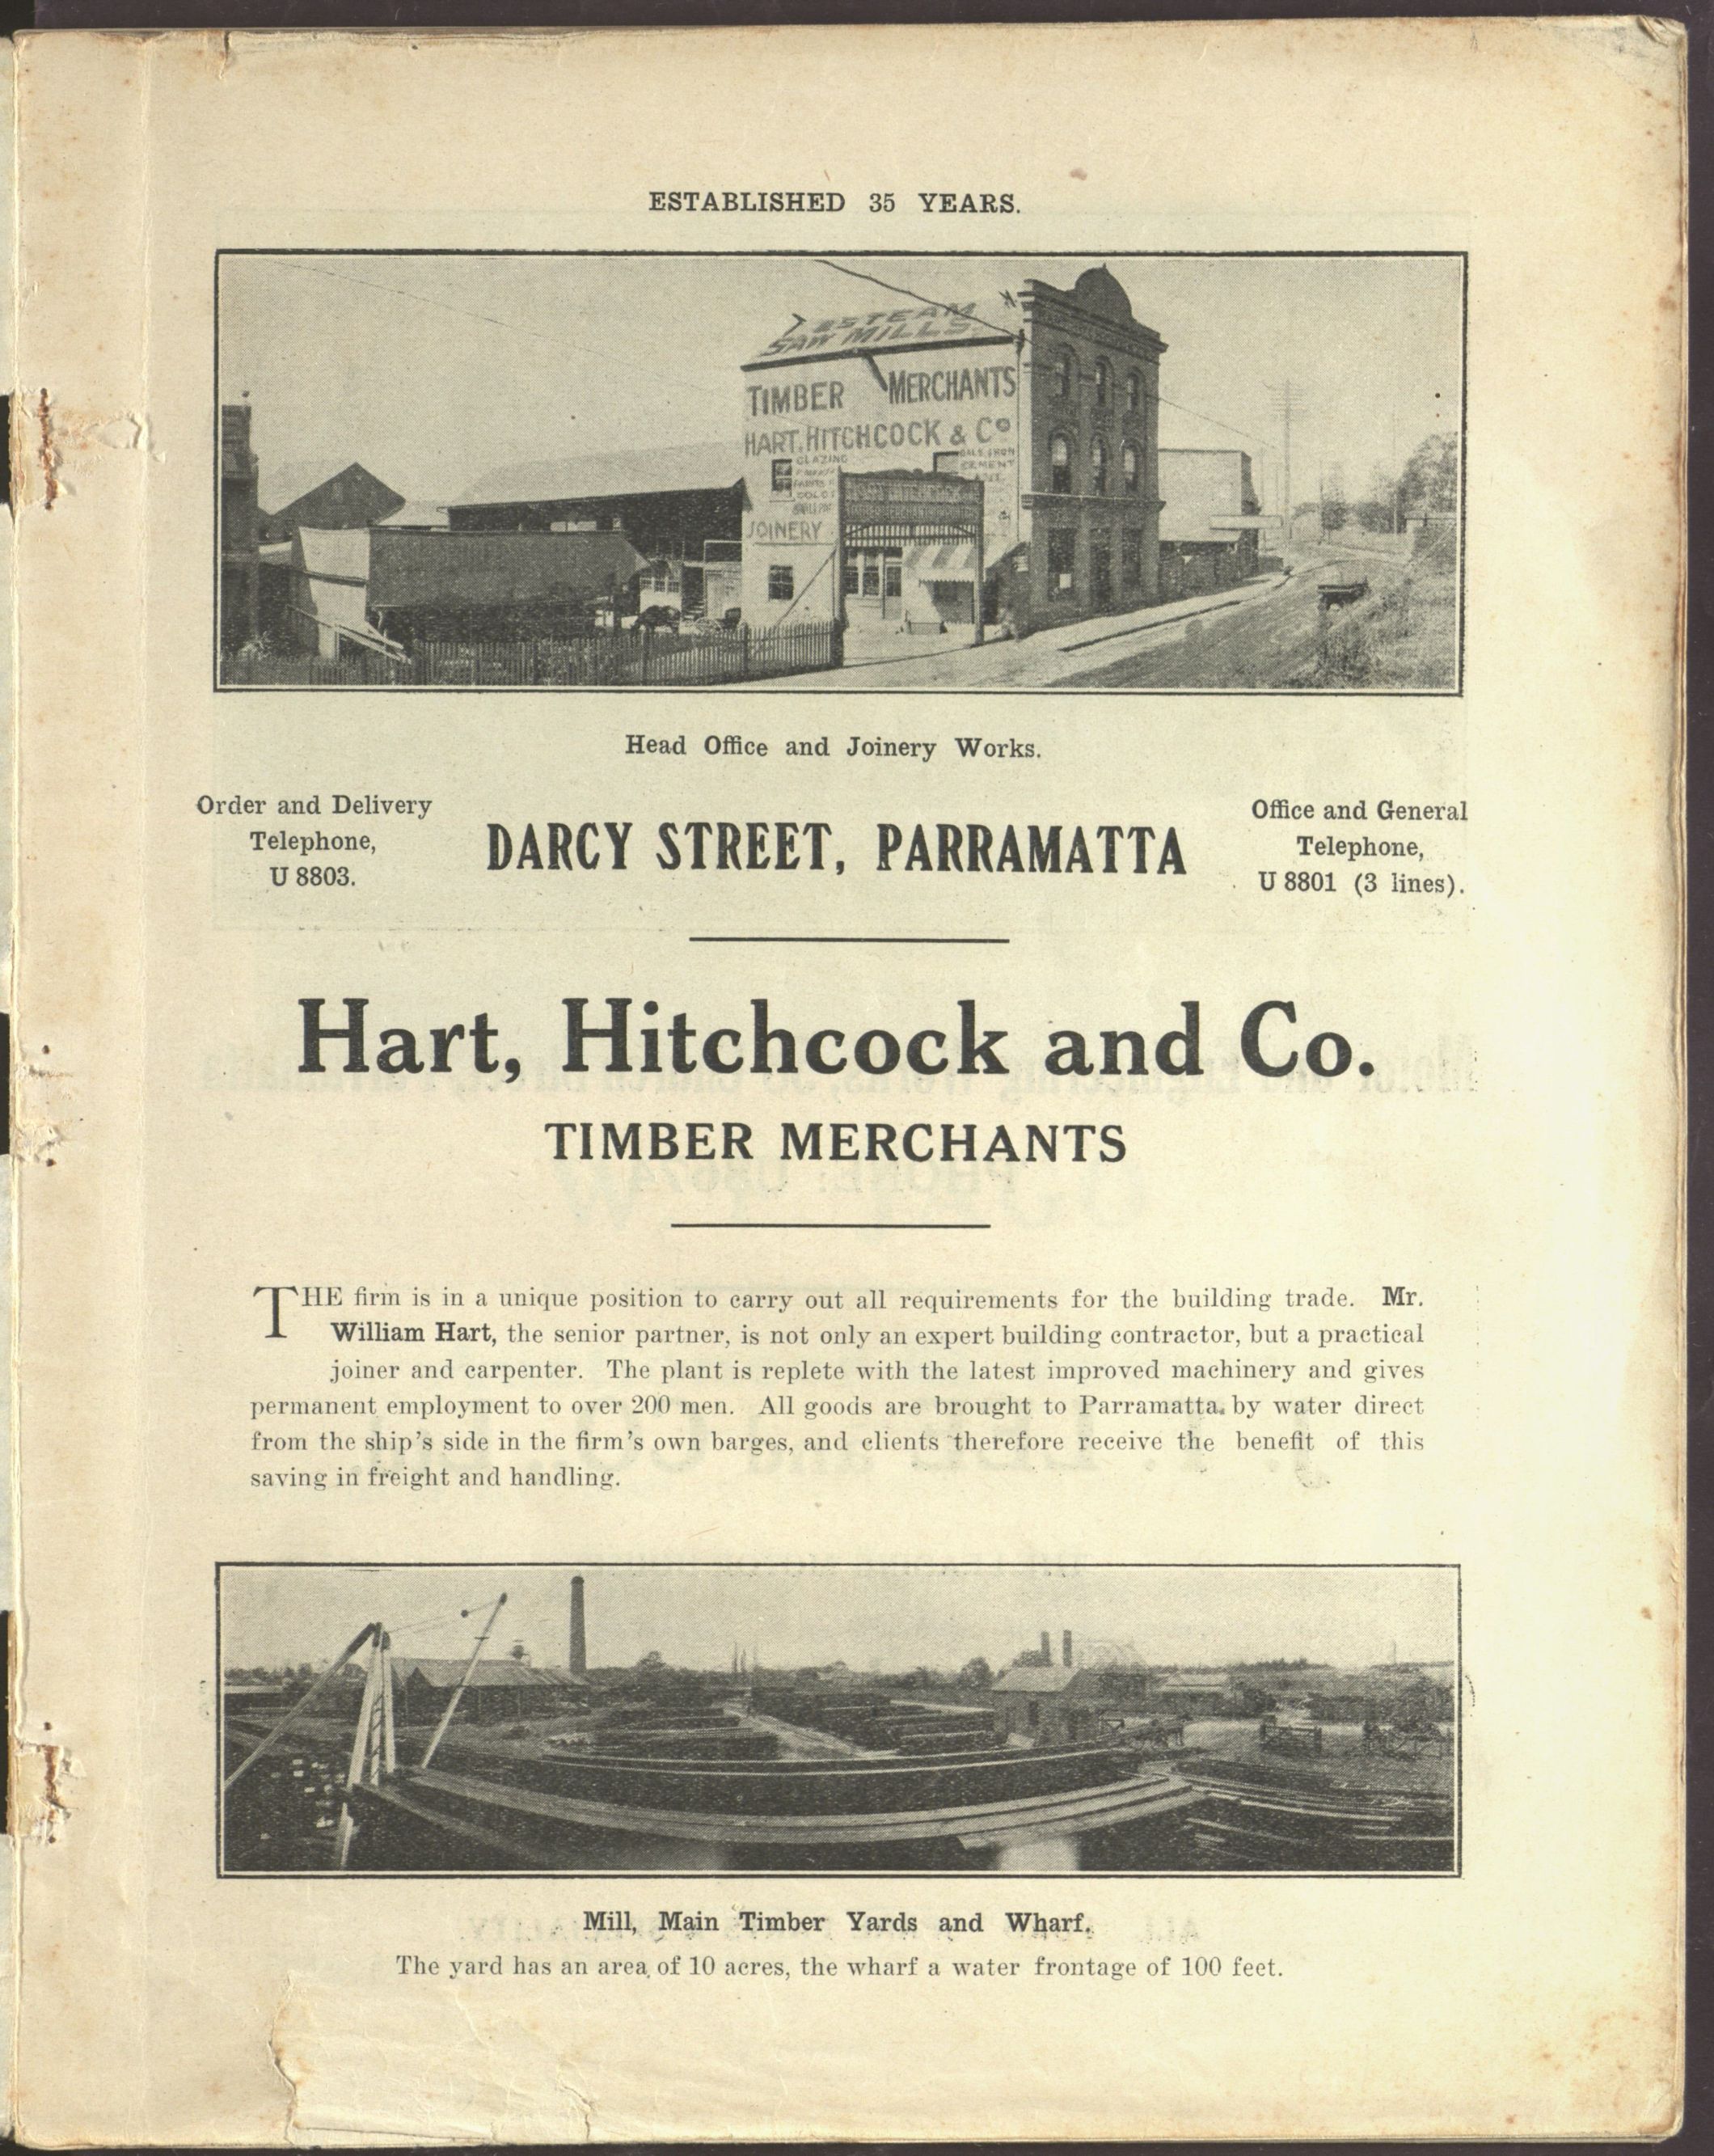 ESTABLISHED 35 YEARS.
STEAM
SAW MILLS
TIMBER MERCHANTS
HART, HITCHCOCK & Co
GLAZING
CEMENT
JOINERY
Head Office and Joinery Works.
Order and Delivery
Telephone,
U 8803.
DARCY STREET, PARRAMATTA
Office and General
Telephone,
U 8801 (3 lines).
Hart, Hitchcock and Co.
TIMBER MERCHANTS
THE firm is in a unique position to carry out all requirements for the building trade. Mr.
William Hart, the senior partner, is not only an expert building contractor, but a practical
joiner and carpenter. The plant is replete with the latest improved machinery and gives
permanent employment to over 200 men. All goods are brought to Parramatta by water direct
from the ship's side in the firm's own barges, and clients therefore receive the benefit of this
saving in freight and handling.
Mill, Main Timber Yards and Wharf.
The yard has an area of 10 acres, the wharf a water frontage of 100 feet.